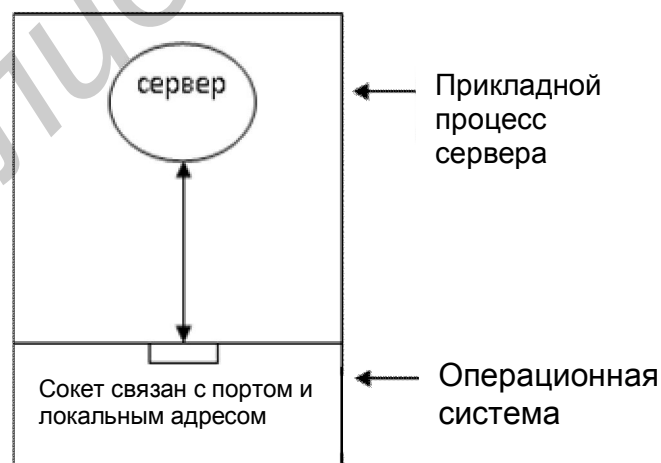 сервер
Прикладной
процесс
сервера
Сокет связан с портом и
локальным адресом
Операционная
система